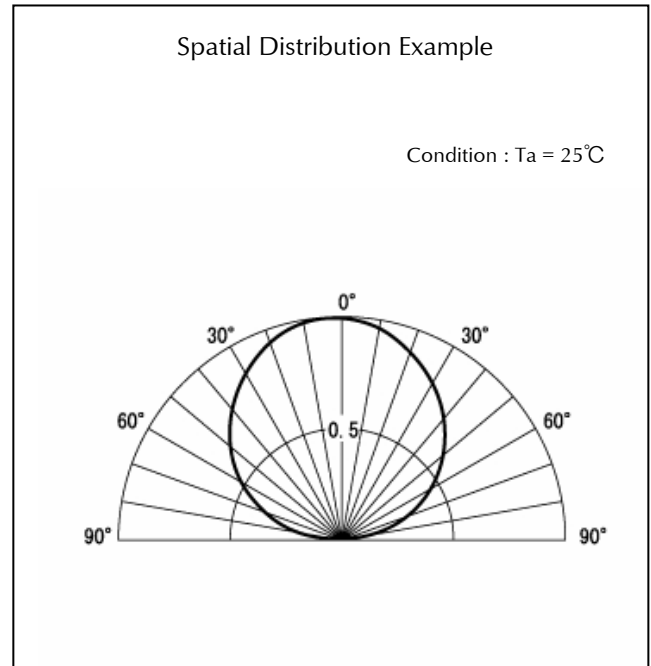 Spatial Distribution Example
Condition : Ta = 25℃
0°
30° 30°
60° 60°
0. 5
90° 90°